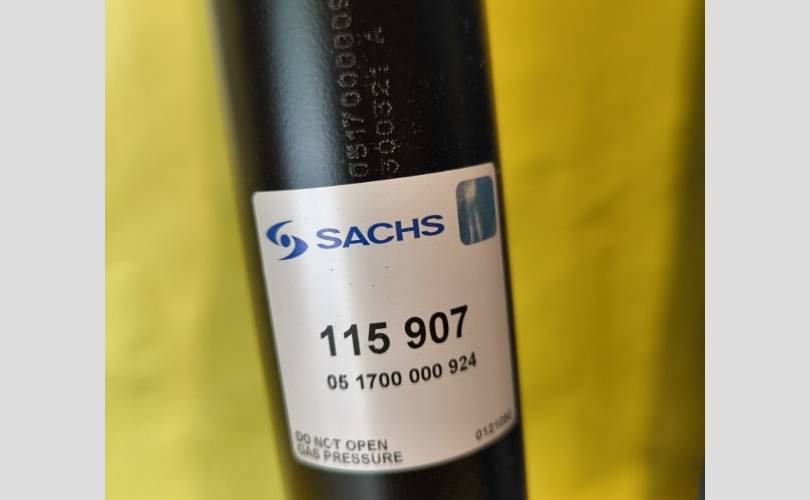 SACHS
115 907
05 1700 000 924
DO NOT OPEN
GAS PRESSURE